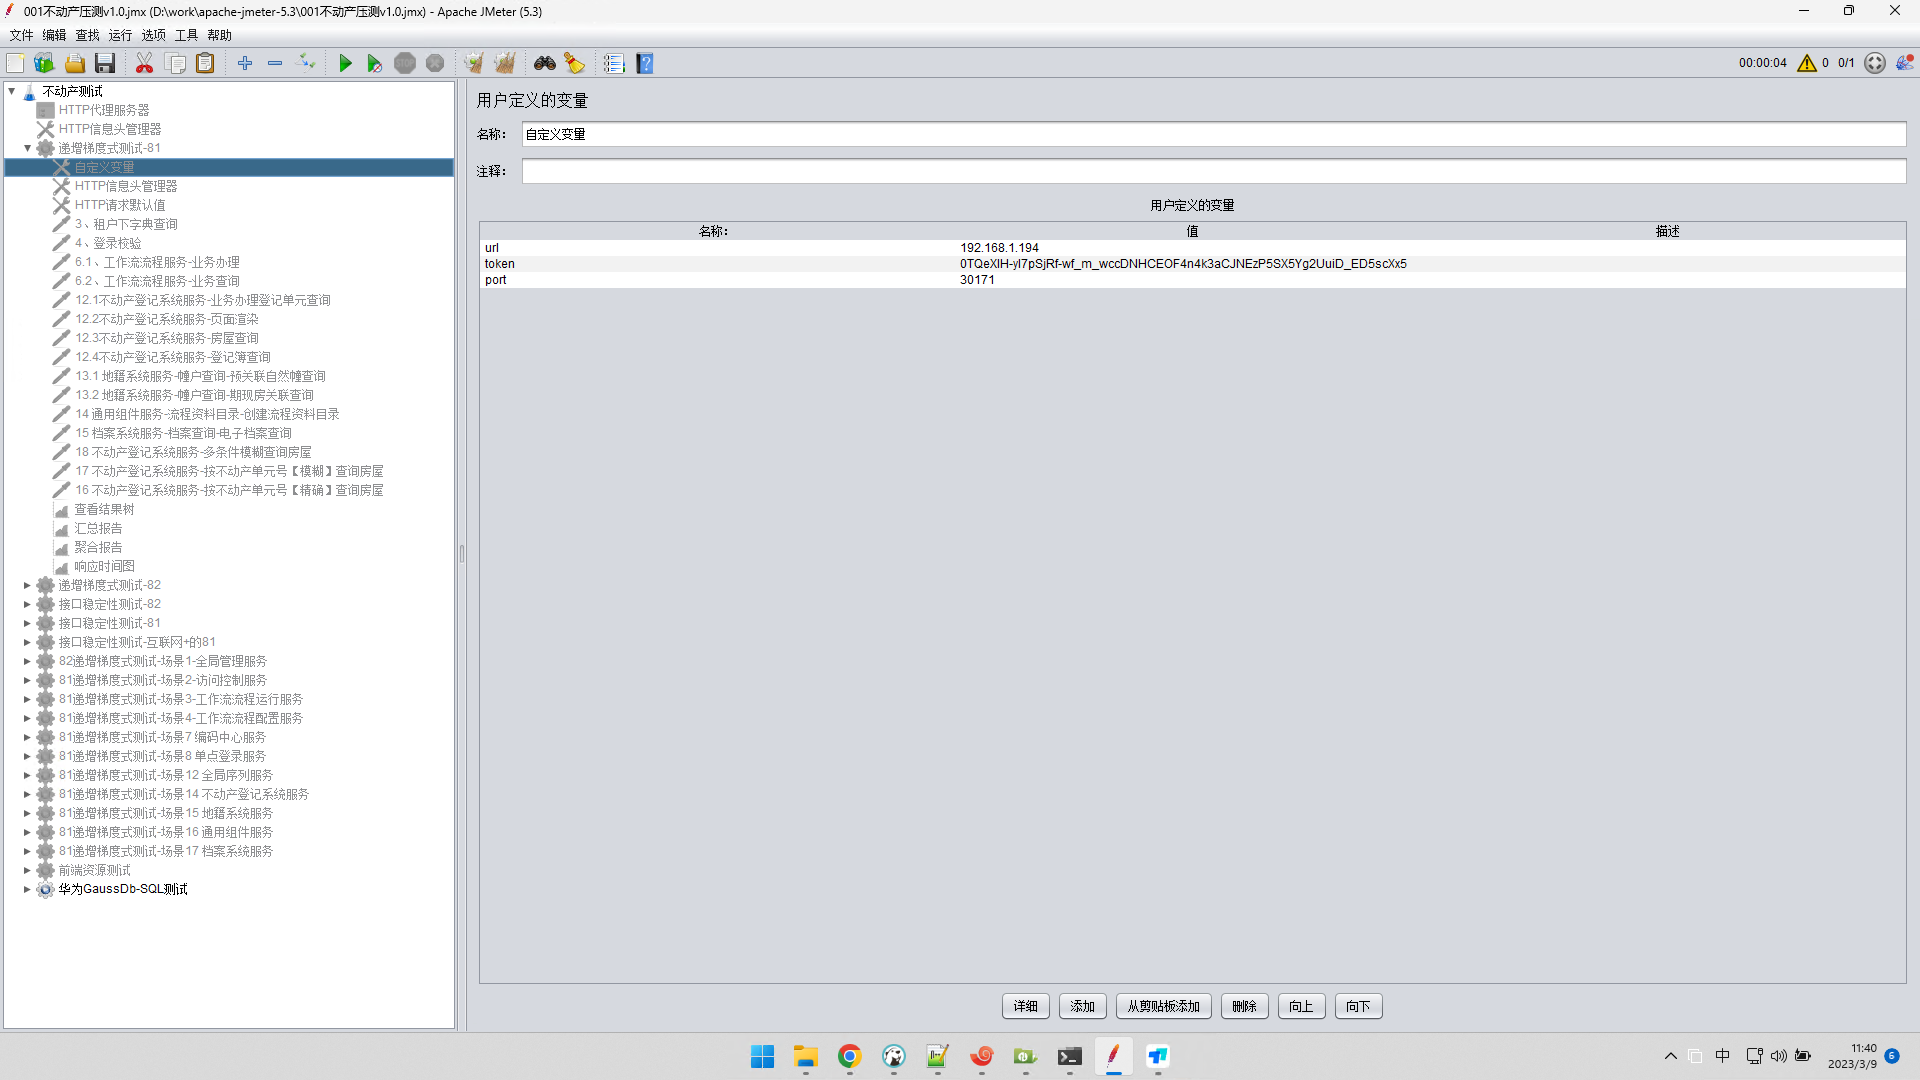 001不动产压测v1.0.jmx (D:\work\apache-jmeter-5.3\001不动产压测v1.0.jmx) - Apache JMeter (5.3)
文件 编辑 查找 运行 选项 工具 帮助
00:00:04 0 0/1
不动产测试
HTTP代理服务器
HTTP信息头管理器
递增梯度式测试-81
自定义变量
HTTP信息头管理器
HTTP请求默认值
3、租户下字典查询
4、登录校验
6.1、工作流流程服务-业务办理
6.2、工作流流程服务-业务查询
12.1不动产登记系统服务-业务办理登记单元查询
12.2不动产登记系统服务-页面渲染
12.3不动产登记系统服务-房屋查询
12.4不动产登记系统服务-登记簿查询
13.1 地籍系统服务-幢户查询-预关联自然幢查询
13.2 地籍系统服务-幢户查询-期现房关联查询
14 通用组件服务-流程资料目录-创建流程资料目录
15 档案系统服务-档案查询-电子档案查询
18 不动产登记系统服务-多条件模糊查询房屋
17 不动产登记系统服务-按不动产单元号【模糊】查询房屋
16 不动产登记系统服务-按不动产单元号【精确】查询房屋
查看结果树
汇总报告
聚合报告
响应时间图
递增梯度式测试-82
接口稳定性测试-82
接口稳定性测试-81
接口稳定性测试-互联网+的81
82递增梯度式测试-场景1-全局管理服务
81递增梯度式测试-场景2-访问控制服务
81递增梯度式测试-场景3-工作流流程运行服务
81递增梯度式测试-场景4-工作流流程配置服务
81递增梯度式测试-场景7 编码中心服务
81递增梯度式测试-场景8 单点登录服务
81递增梯度式测试-场景12 全局序列服务
81递增梯度式测试-场景14 不动产登记系统服务
81递增梯度式测试-场景15 地籍系统服务
81递增梯度式测试-场景16 通用组件服务
81递增梯度式测试-场景17 档案系统服务
前端资源测试
华为GaussDb-SQL测试
用户定义的变量
名称： 自定义变量
注释：
用户定义的变量
名称： 值 描述
url 192.168.1.194
token 0TQeXlH-yl7pSjRf-wf_m_wccDNHCEOF4n4k3aCJNEzP5SX5Yg2UuiD_ED5scXx5
port 30171
详细 添加 从剪贴板添加 删除 向上 向下
中
11:40
2023/3/9
6